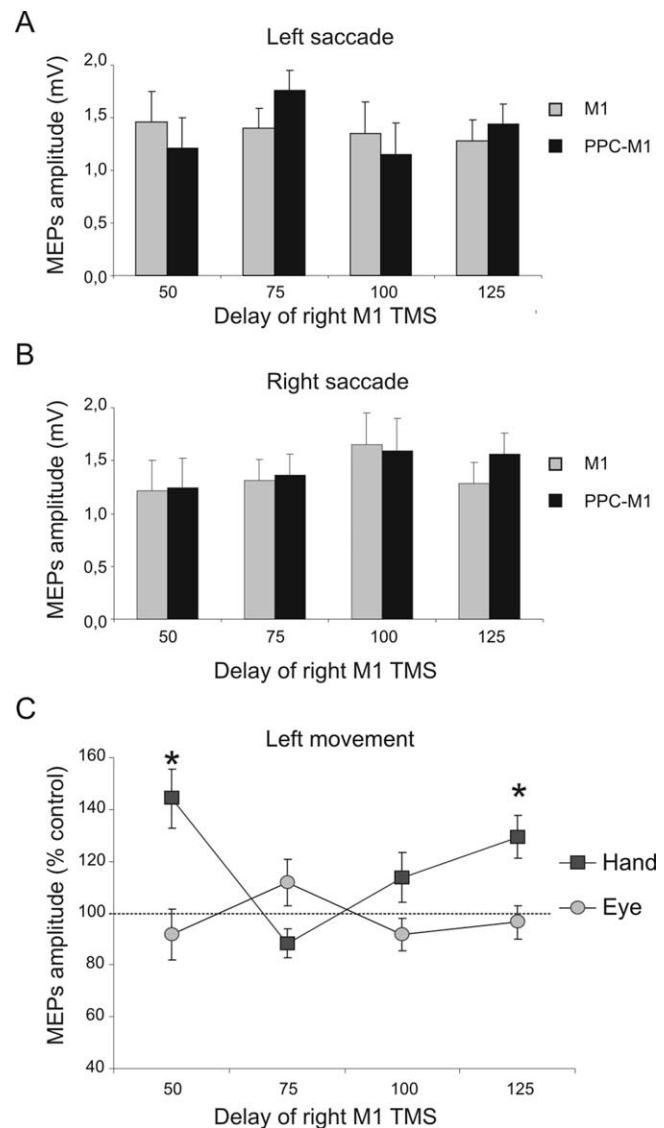 A
Left saccade
MEPs amplitude (mV)
2,0
1,5
1,0
0,5
0,0
50 75 100 125
Delay of right M1 TMS
M1
PPC-M1
B
Right saccade
MEPs amplitude (mV)
2,0
1,5
1,0
0,5
0,0
50 75 100 125
Delay of right M1 TMS
M1
PPC-M1
C
Left movement
MEPs amplitude (% control)
160
140
120
100
80
60
40
* *
50 75 100 125
Delay of right M1 TMS
Hand
Eye